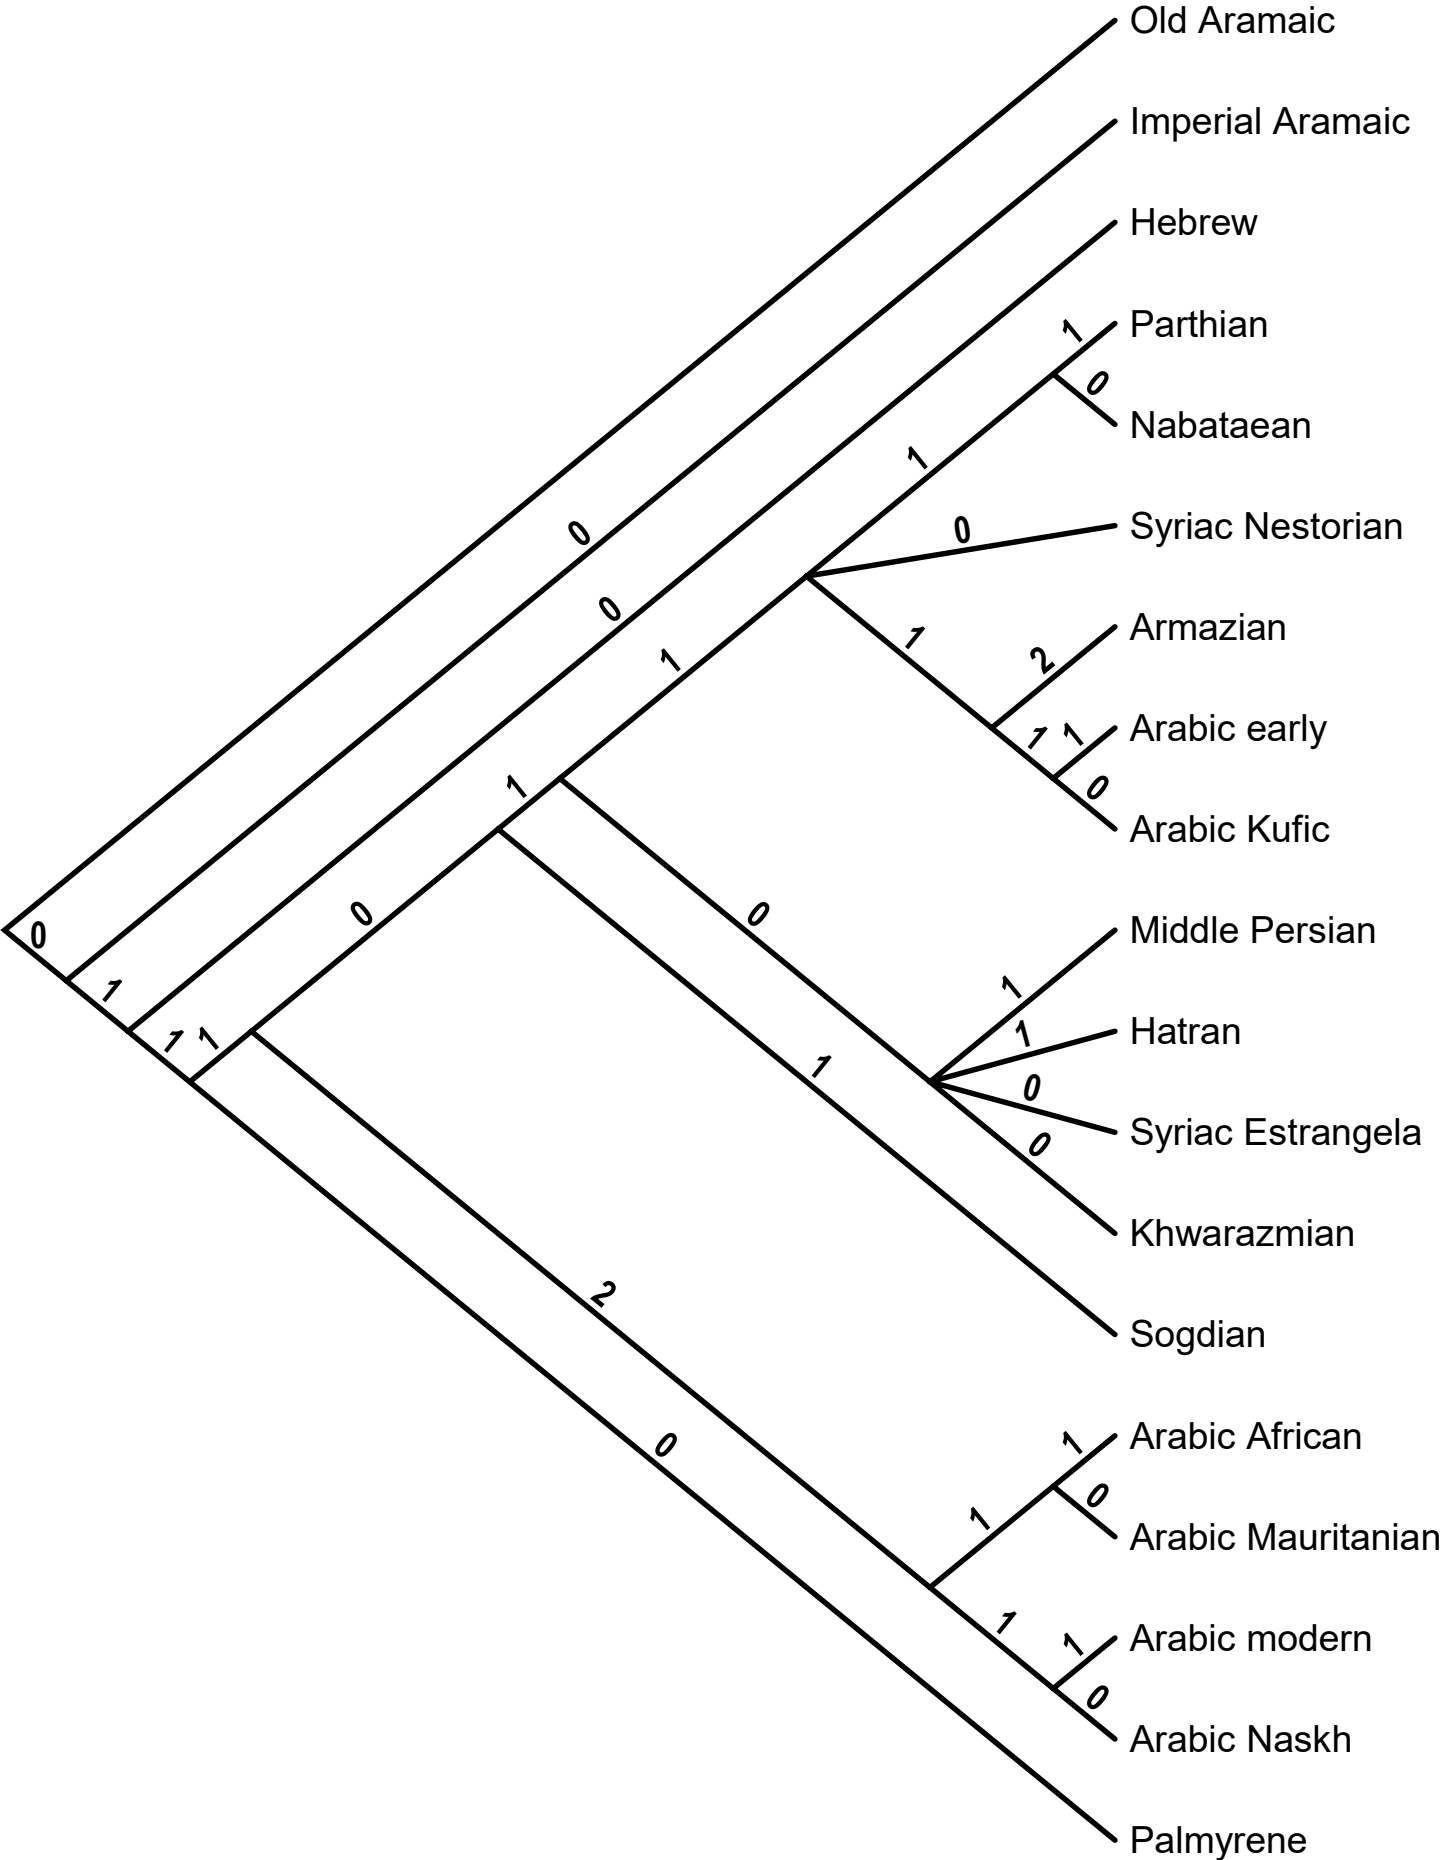 Old Aramaic
Imperial Aramaic
Hebrew
1 Parthian
0
Nabataean
1
0 Syriac Nestorian
0
0
1
1
2 Armazian
1 1 Arabic early
0
Arabic Kufic
1
0
0
0
1 Middle Persian
1 Hatran
0
Syriac Estrangela
0
Khwarazmian
1
1 1
1
Sogdian
2
0
1 Arabic African
0
1
Arabic Mauritanian
1
1 Arabic modern
0
Arabic Naskh
Palmyrene